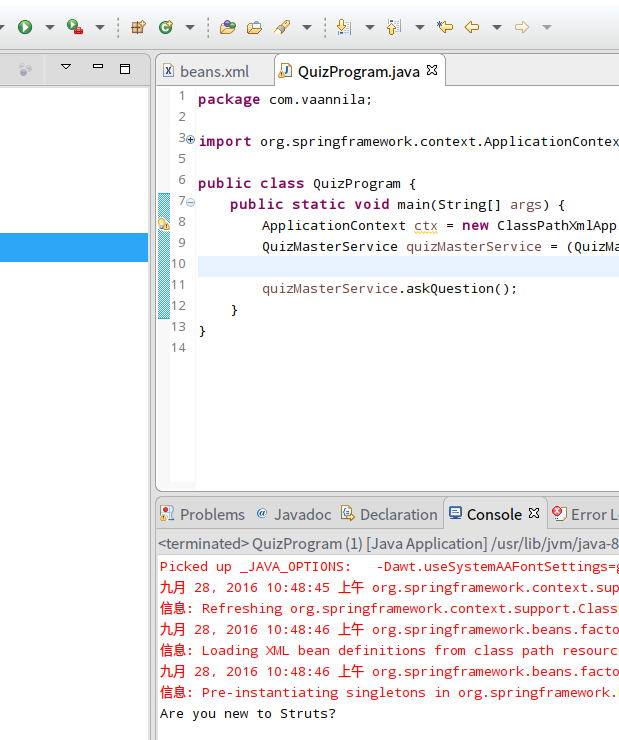 beans.xml QuizProgram.java
1 package com.vaannila;
2
3 import org.springframework.context.ApplicationContex
5
6 public class QuizProgram {
7 public static void main(String[] args) {
8 ApplicationContext ctx = new ClassPathXmlApp
9 QuizMasterService quizMasterService = (QuizMa
10
11 quizMasterService.askQuestion();
12 }
13 }
14
Problems @ Javadoc Declaration Console Error L
<terminated> QuizProgram (1) [Java Application] /usr/lib/jvm/java-8
Picked up _JAVA_OPTIONS: -Dawt.useSystemAAFontSettings=g
九月 28, 2016 10:48:45 上午 org.springframework.context.sup
信息: Refreshing org.springframework.context.support.Class
九月 28, 2016 10:48:46 上午 org.springframework.beans.facto
信息: Loading XML bean definitions from class path resourc
九月 28, 2016 10:48:46 上午 org.springframework.beans.facto
信息: Pre-instantiating singletons in org.springframework.
Are you new to Struts?